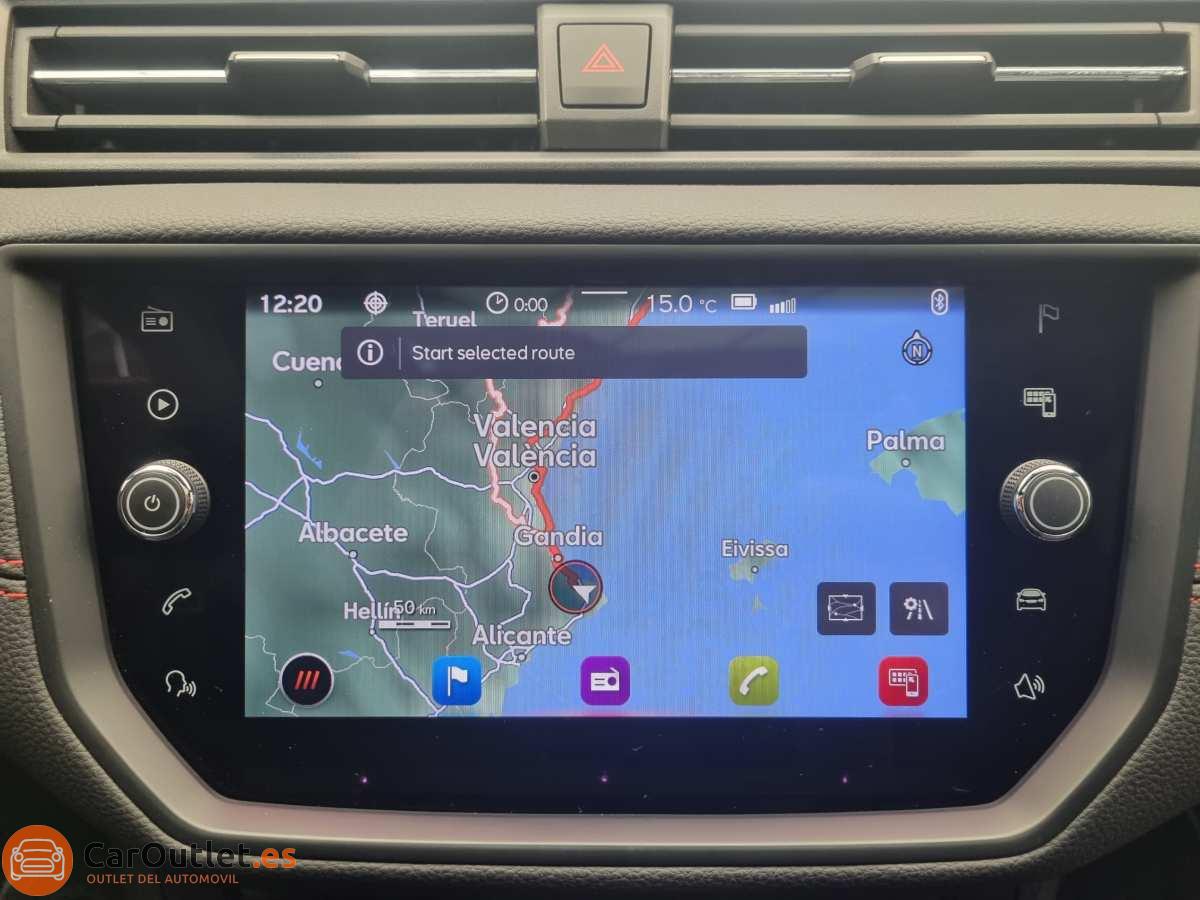 12:20
0:00
15.0 °C
Teruel
Start selected route
N
Cuenc
Valencia
València
Palma
Albacete
Gandia
Eivissa
Hellín
50 km
Alicante
CarOutlet.es
OUTLET DEL AUTOMOVIL